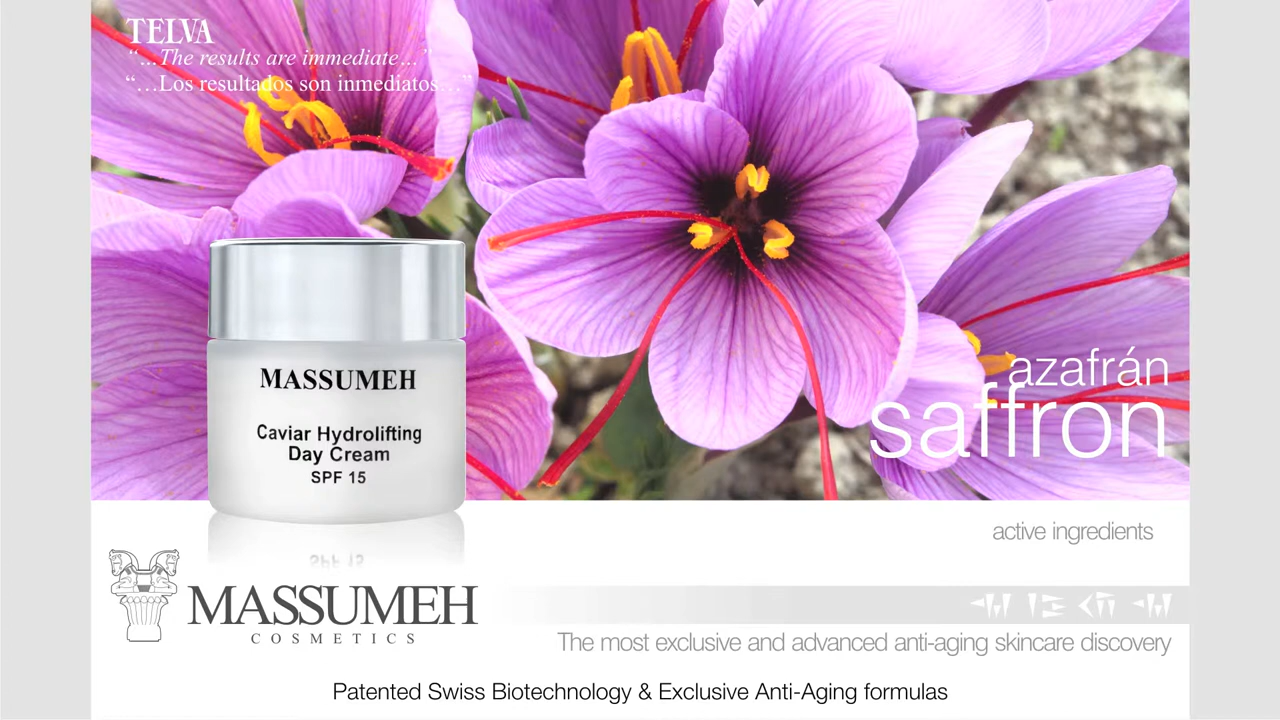 TELVA
“…The results are immediate…”
“…Los resultados son inmediatos…”
MASSUMEH
Caviar Hydrolifting
Day Cream
SPF 15
azafrán
saffron
active ingredients
MASSUMEH
COSMETICS
The most exclusive and advanced anti-aging skincare discovery
Patented Swiss Biotechnology & Exclusive Anti-Aging formulas